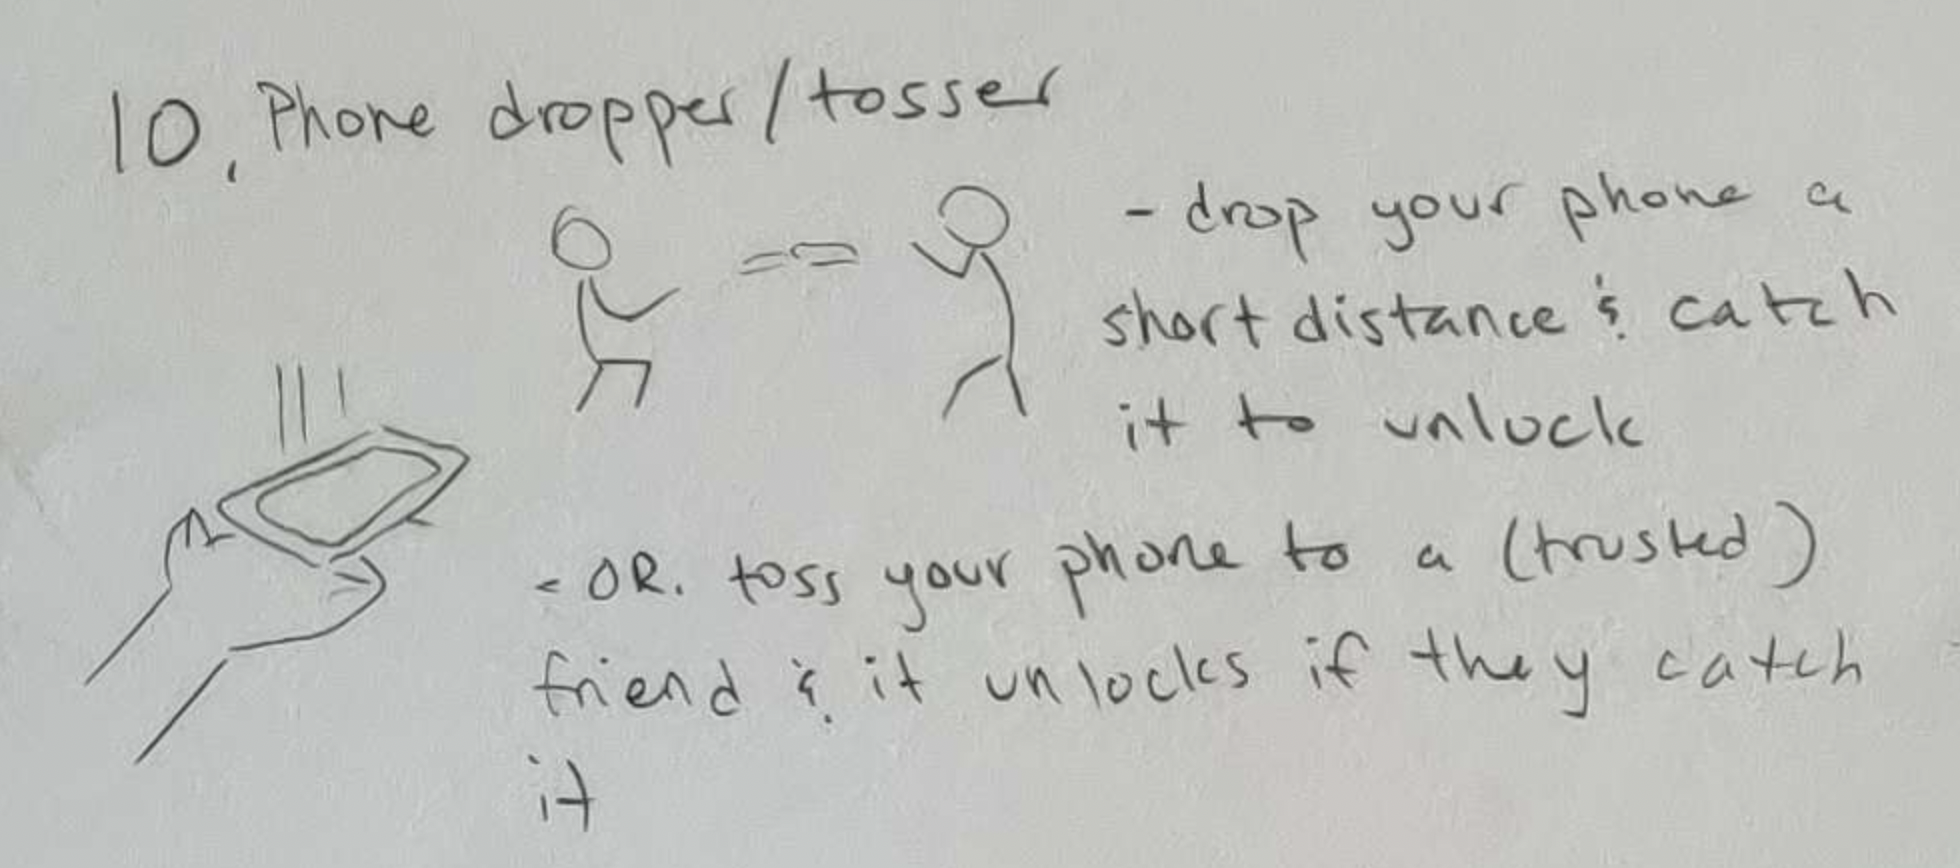 10. Phone dropper/tosser
- drop your phone a
short distance & catch
it to unlock
- OR. toss your phone to a (trusted)
friend & it unlocks if they catch
it